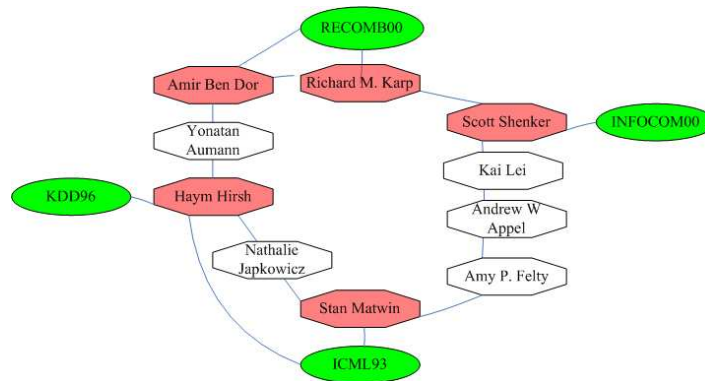 RECOMB00
Amir Ben Dor
Richard M. Karp
Scott Shenker
INFOCOM00
Yonatan
Aumann
Kai Lei
KDD96
Haym Hirsh
Andrew W
Appel
Nathalie
Japkowicz
Amy P. Felty
Stan Matwin
ICML93